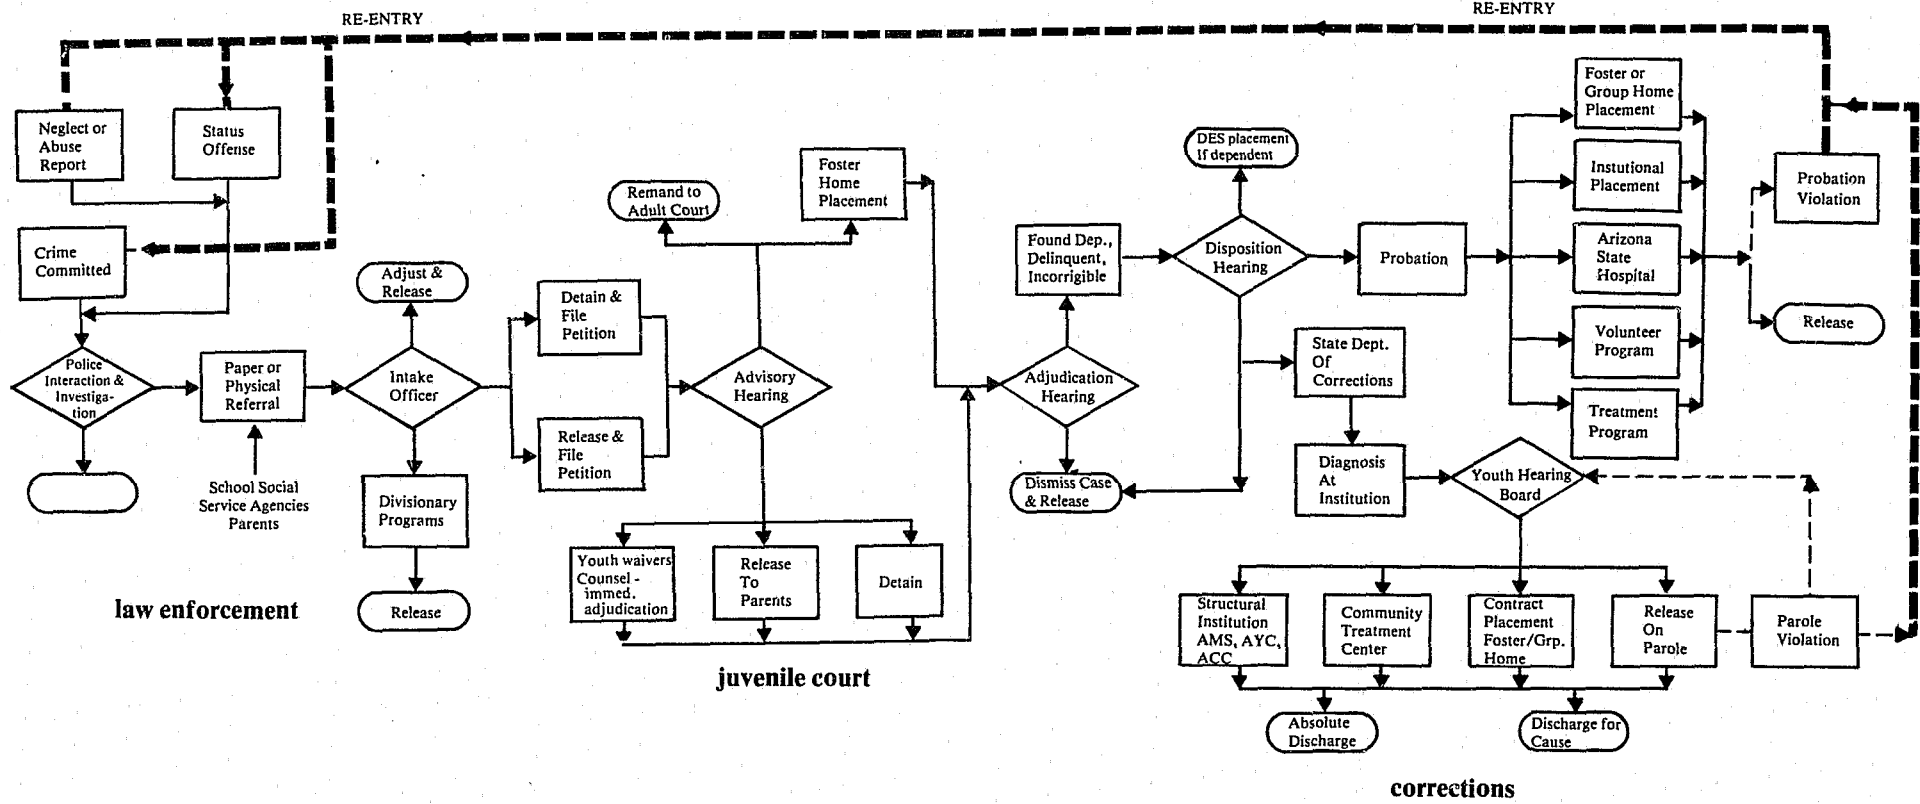 RE-ENTRY
RE-ENTRY
Neglect or
Abuse
Report
Status
Offense
Crime
Committed
Police
Interaction &
Investiga-
tion
Paper or
Physical
Referral
School Social
Service Agencies
Parents
law enforcement
Adjust &
Release
Intake
Officer
Divisionary
Programs
Release
Detain &
File
Petition
Release &
File
Petition
Remand to
Adult Court
Foster
Home
Placement
Advisory
Hearing
Youth waivers
Counsel -
immed.
adjudication
Release
To
Parents
Detain
juvenile court
Found Dep.,
Delinquent,
Incorrigible
Adjudication
Hearing
Dismiss Case
& Release
DES placement
If dependent
Disposition
Hearing
Probation
State Dept.
Of
Corrections
Diagnosis
At
Institution
Youth Hearing
Board
Foster or
Group Home
Placement
Instutional
Placement
Arizona
State
Hospital
Volunteer
Program
Treatment
Program
Probation
Violation
Release
Structural
Institution
AMS, AYC,
ACC
Community
Treatment
Center
Contract
Placement
Foster/Grp.
Home
Release
On
Parole
Parole
Violation
Absolute
Discharge
Discharge for
Cause
corrections